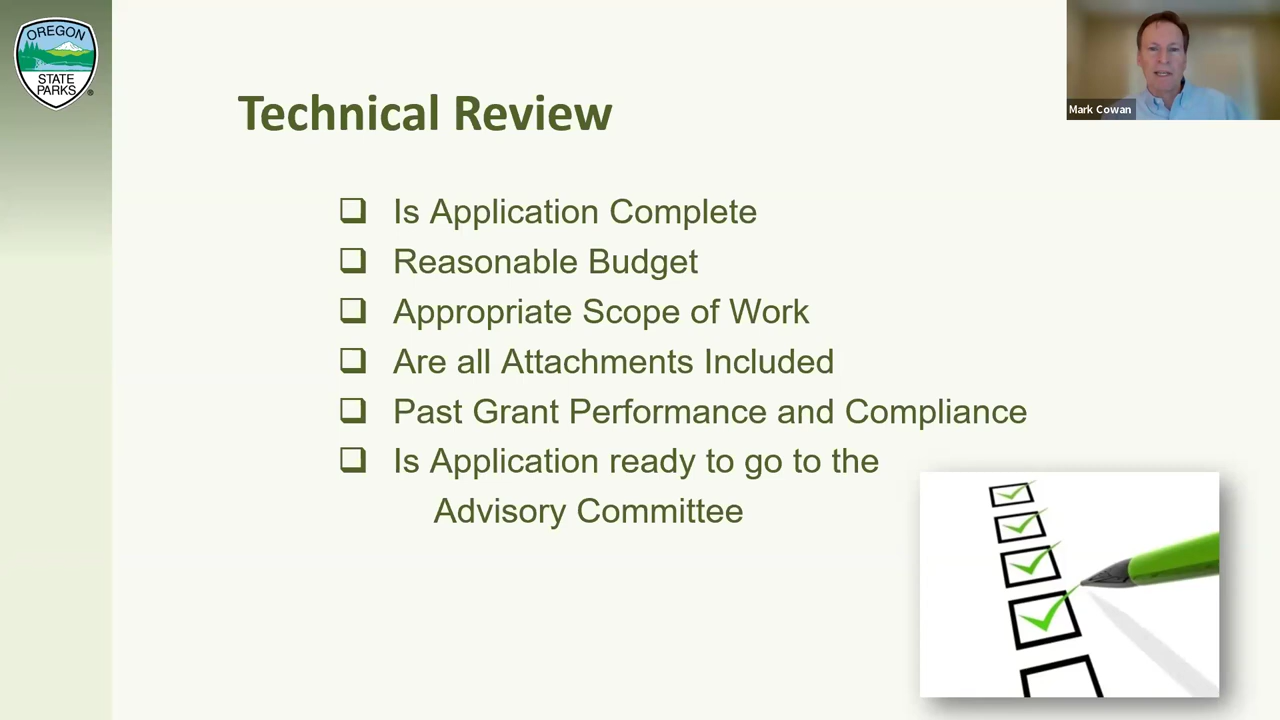 OREGON
STATE
PARKS
®
Mark Cowan
Technical Review
Is Application Complete
Reasonable Budget
Appropriate Scope of Work
Are all Attachments Included
Past Grant Performance and Compliance
Is Application ready to go to the
Advisory Committee